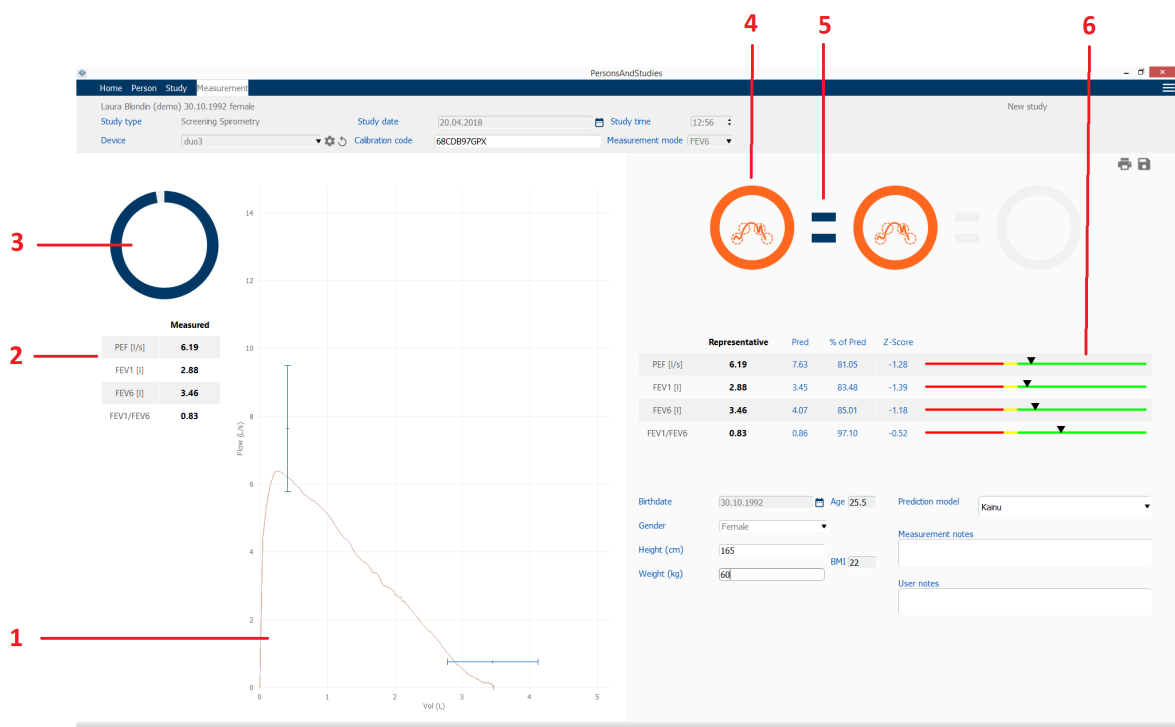 4 5 6
PersonsAndStudies
Home Person Study Measurement
Laura Blondin (demo) 30.10.1992 female New study
Study type Screening Spirometry Study date 20.04.2018 Study time 12:56
Device duo3 Calibration code 68CDB97GPX Measurement mode FEV6
3
Measured
2
PEF [l/s] 6.19
FEV1 [l] 2.88
FEV6 [l] 3.46
FEV1/FEV6 0.83
14
12
10
8
6
4
2
0
Flow (L/s)
0 1 2 3 4 5
Vol (L)
1
Representative Pred % of Pred Z-Score
PEF [l/s] 6.19 7.63 81.05 -1.28
FEV1 [l] 2.88 3.45 83.48 -1.39
FEV6 [l] 3.46 4.07 85.01 -1.18
FEV1/FEV6 0.83 0.86 97.10 -0.52
Birthdate 30.10.1992 Age 25.5 Prediction model Kainu
Gender Female
Measurement notes
Height (cm) 165
BMI 22
Weight (kg) 60
User notes